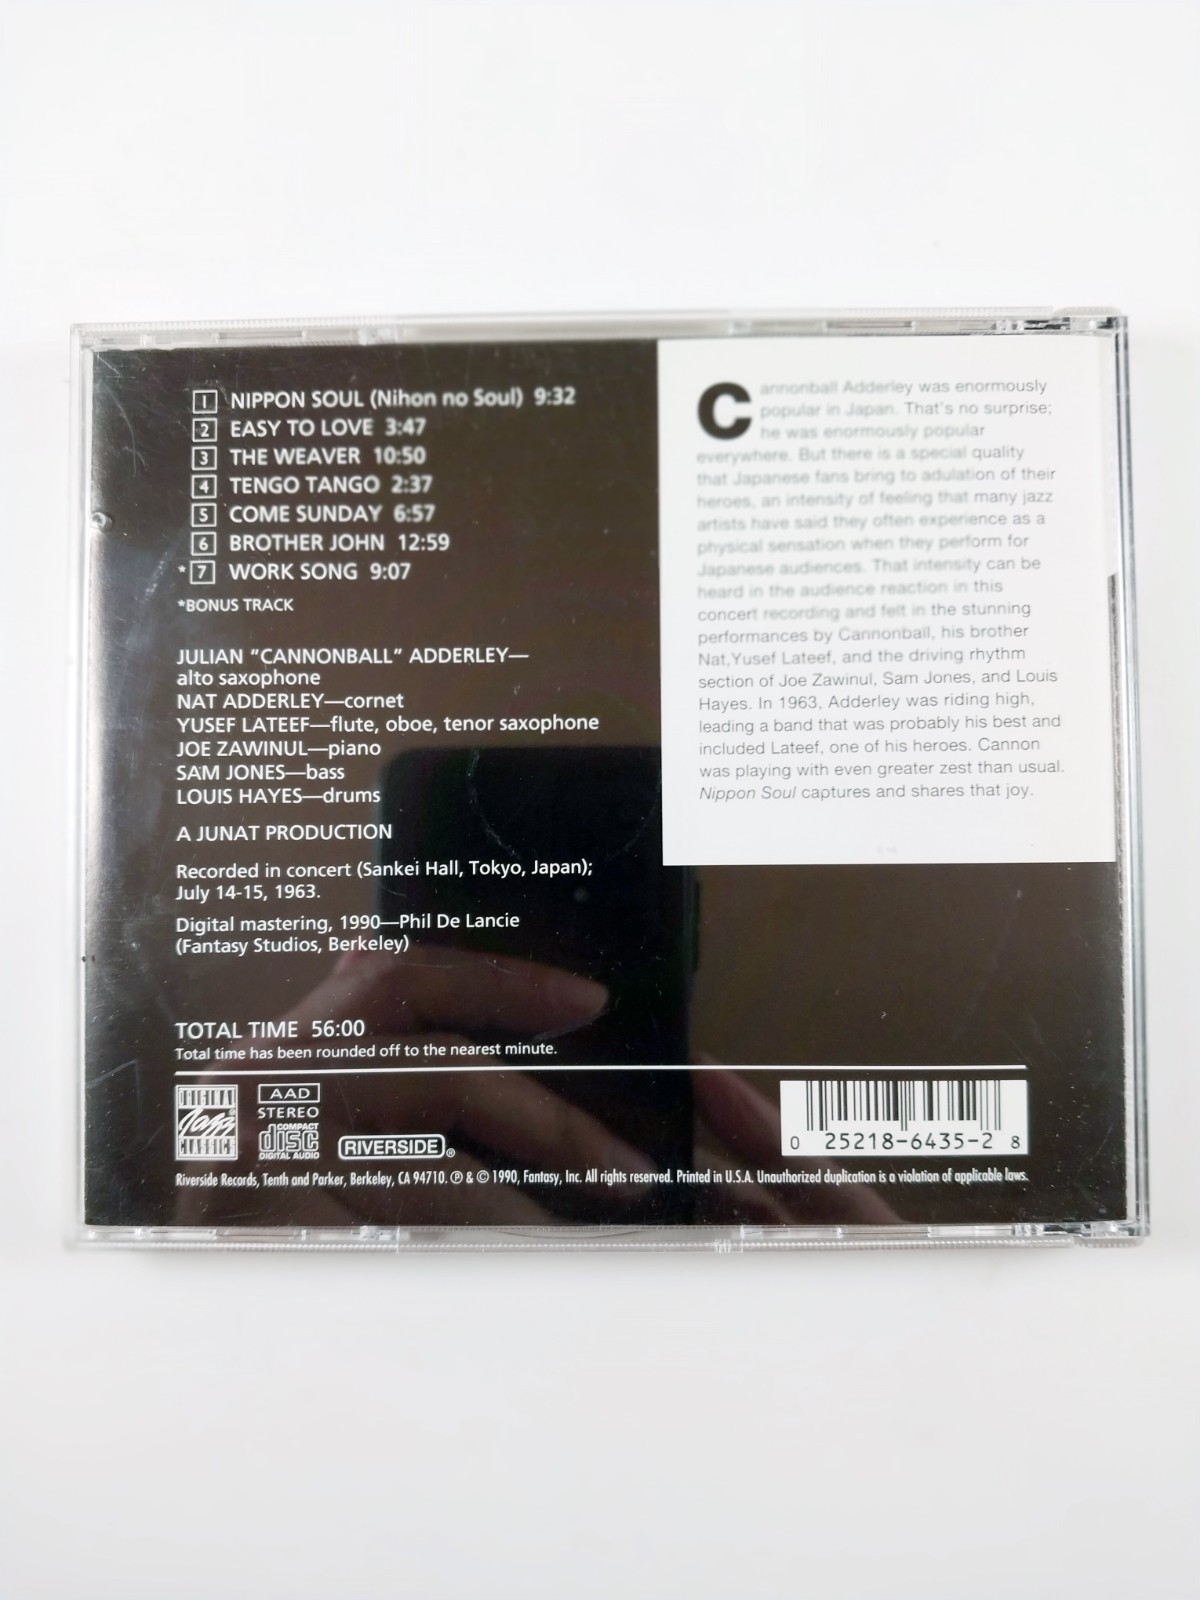 1 NIPPON SOUL (Nihon no Soul) 9:32
2 EASY TO LOVE 3:47
3 THE WEAVER 10:50
4 TENGO TANGO 2:37
5 COME SUNDAY 6:57
6 BROTHER JOHN 12:59
*7 WORK SONG 9:07
*BONUS TRACK
JULIAN "CANNONBALL" ADDERLEY—
alto saxophone
NAT ADDERLEY—cornet
YUSEF LATEEF—flute, oboe, tenor saxophone
JOE ZAWINUL—piano
SAM JONES—bass
LOUIS HAYES—drums
A JUNAT PRODUCTION
Recorded in concert (Sankei Hall, Tokyo, Japan);
July 14-15, 1963.
Digital mastering, 1990—Phil De Lancie
(Fantasy Studios, Berkeley)
TOTAL TIME 56:00
Total time has been rounded off to the nearest minute.
Cannonball Adderley was enormously
popular in Japan. That's no surprise;
he was enormously popular
everywhere. But there is a special quality
that Japanese fans bring to adulation of their
heroes, an intensity of feeling that many jazz
artists have said they often experience as a
physical sensation when they perform for
Japanese audiences. That intensity can be
heard in the audience reaction in this
concert recording and felt in the stunning
performances by Cannonball, his brother
Nat,Yusef Lateef, and the driving rhythm
section of Joe Zawinul, Sam Jones, and Louis
Hayes. In 1963, Adderley was riding high,
leading a band that was probably his best and
included Lateef, one of his heroes. Cannon
was playing with even greater zest than usual.
Nippon Soul captures and shares that joy.
ORIGINAL
Jazz®
CLASSICS
AAD
STEREO
COMPACT
disc
DIGITAL AUDIO
RIVERSIDE®
0 25218-6435-2 8
Riverside Records, Tenth and Parker, Berkeley, CA 94710. ℗ & © 1990, Fantasy, Inc. All rights reserved. Printed in U.S.A. Unauthorized duplication is a violation of applicable laws.